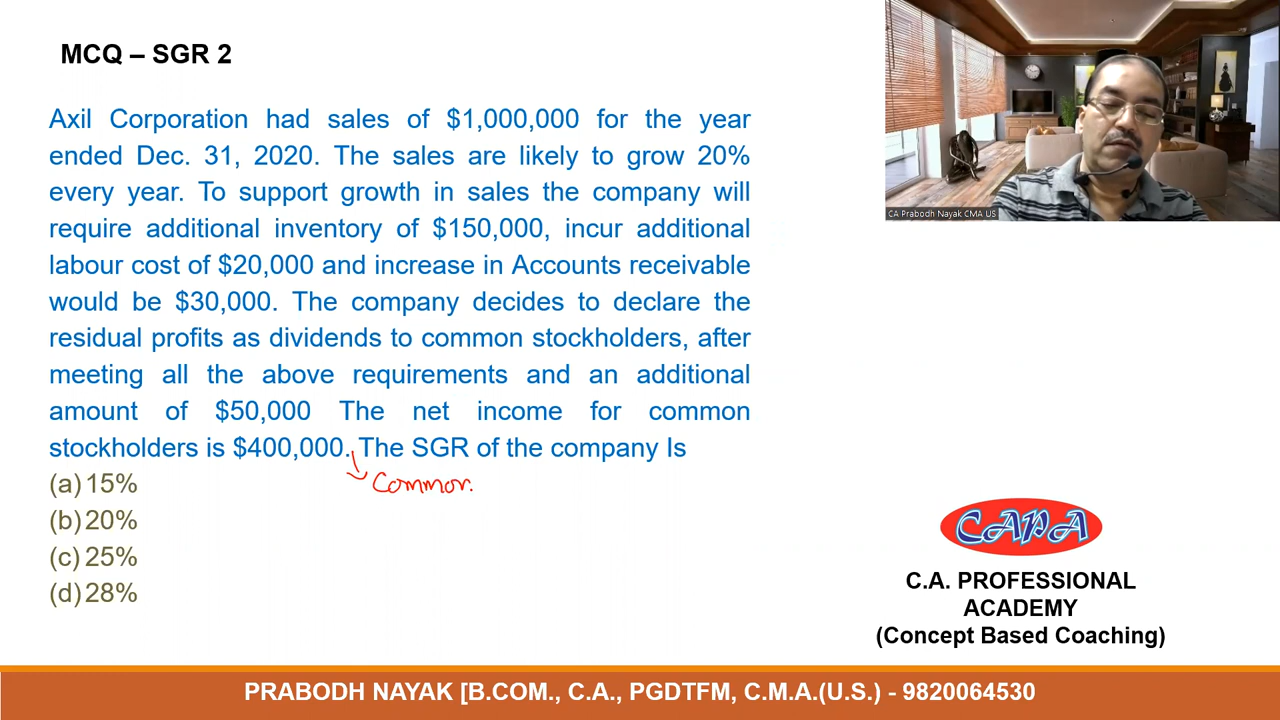 MCQ – SGR 2
Axil Corporation had sales of $1,000,000 for the year
ended Dec. 31, 2020. The sales are likely to grow 20%
every year. To support growth in sales the company will
require additional inventory of $150,000, incur additional
labour cost of $20,000 and increase in Accounts receivable
would be $30,000. The company decides to declare the
residual profits as dividends to common stockholders, after
meeting all the above requirements and an additional
amount of $50,000 The net income for common
stockholders is $400,000. The SGR of the company Is
Common.
(a) 15%
(b) 20%
(c) 25%
(d) 28%
CA Prabodh Nayak CMA US
CAPA
C.A. PROFESSIONAL
ACADEMY
(Concept Based Coaching)
PRABODH NAYAK [B.COM., C.A., PGDTFM, C.M.A.(U.S.) - 9820064530